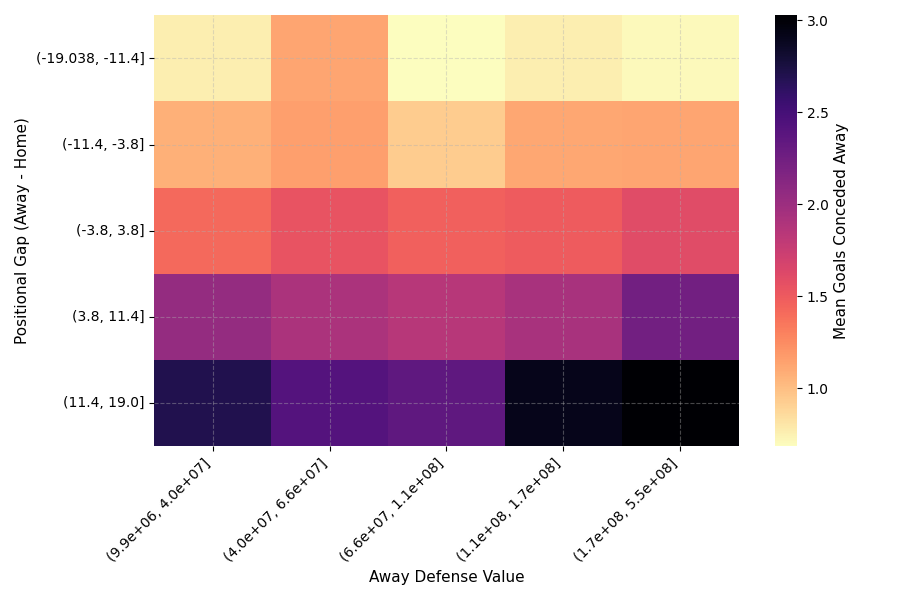 Positional Gap (Away - Home)
(-19.038, -11.4]
(-11.4, -3.8]
(-3.8, 3.8]
(3.8, 11.4]
(11.4, 19.0]
(9.9e+06, 4.0e+07]
(4.0e+07, 6.6e+07]
(6.6e+07, 1.1e+08]
(1.1e+08, 1.7e+08]
(1.7e+08, 5.5e+08]
Away Defense Value
3.0
2.5
2.0
1.5
1.0
Mean Goals Conceded Away